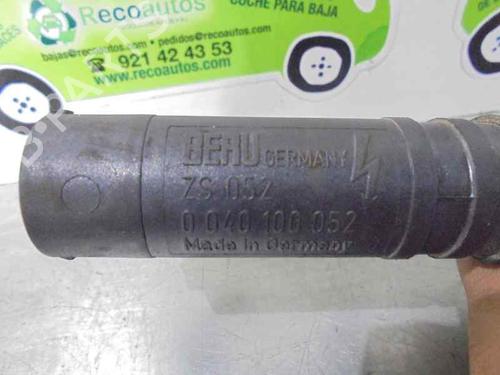 Recoautos
COCHE PARA BAJA,
bajas@recoautos.com • pedidos@recoautos.com
921 42 43 53
www.recoautos.com
BERU GERMANY
ZS 052
0 040 100 052
Made in Germany